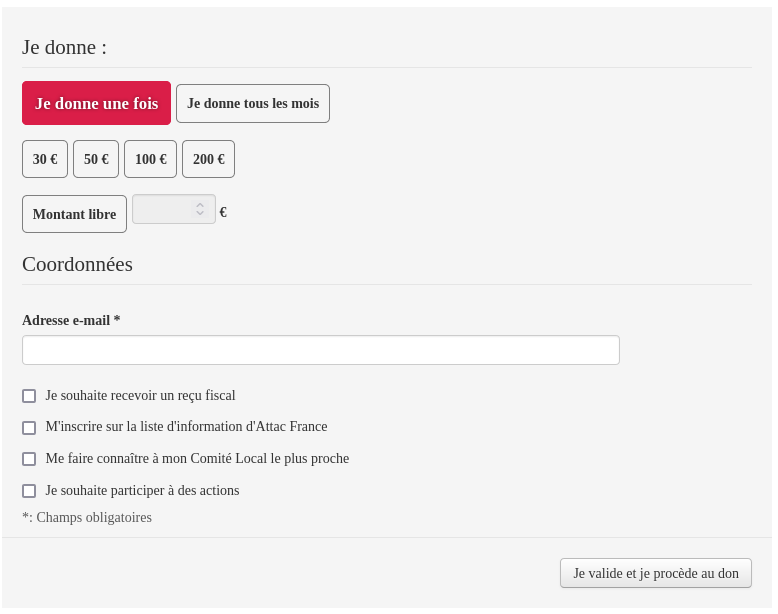 Je donne :
Je donne une fois Je donne tous les mois
30 € 50 € 100 € 200 €
Montant libre €
Coordonnées
Adresse e-mail *
Je souhaite recevoir un reçu fiscal
M'inscrire sur la liste d'information d'Attac France
Me faire connaître à mon Comité Local le plus proche
Je souhaite participer à des actions
*: Champs obligatoires
Je valide et je procède au don